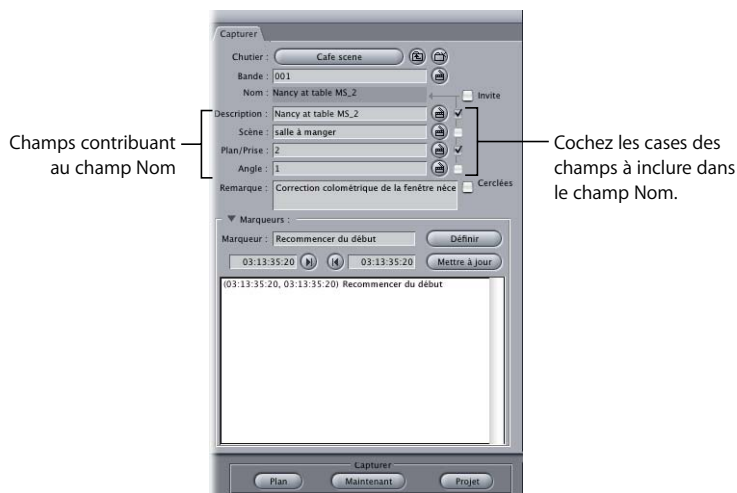 Capturer
Chutier : Cafe scene
Bande : 001
Nom : Nancy at table MS_2
Invite
Description : Nancy at table MS_2
Scène : salle à manger
Plan/Prise : 2
Angle : 1
Remarque : Correction colométrique de la fenêtre néce
Cerclées
Champs contribuant
au champ Nom
Cochez les cases des
champs à inclure dans
le champ Nom.
Marqueurs :
Marqueur : Recommencer du début Définir
03:13:35:20 03:13:35:20 Mettre à jour
(03:13:35:20, 03:13:35:20) Recommencer du début
Capturer
Plan Maintenant Projet